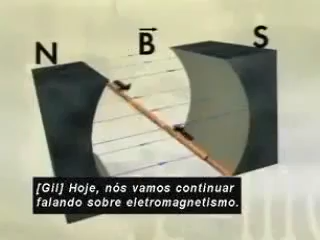 N B S
[Gil] Hoje, nós vamos continuar
falando sobre eletromagnetismo.